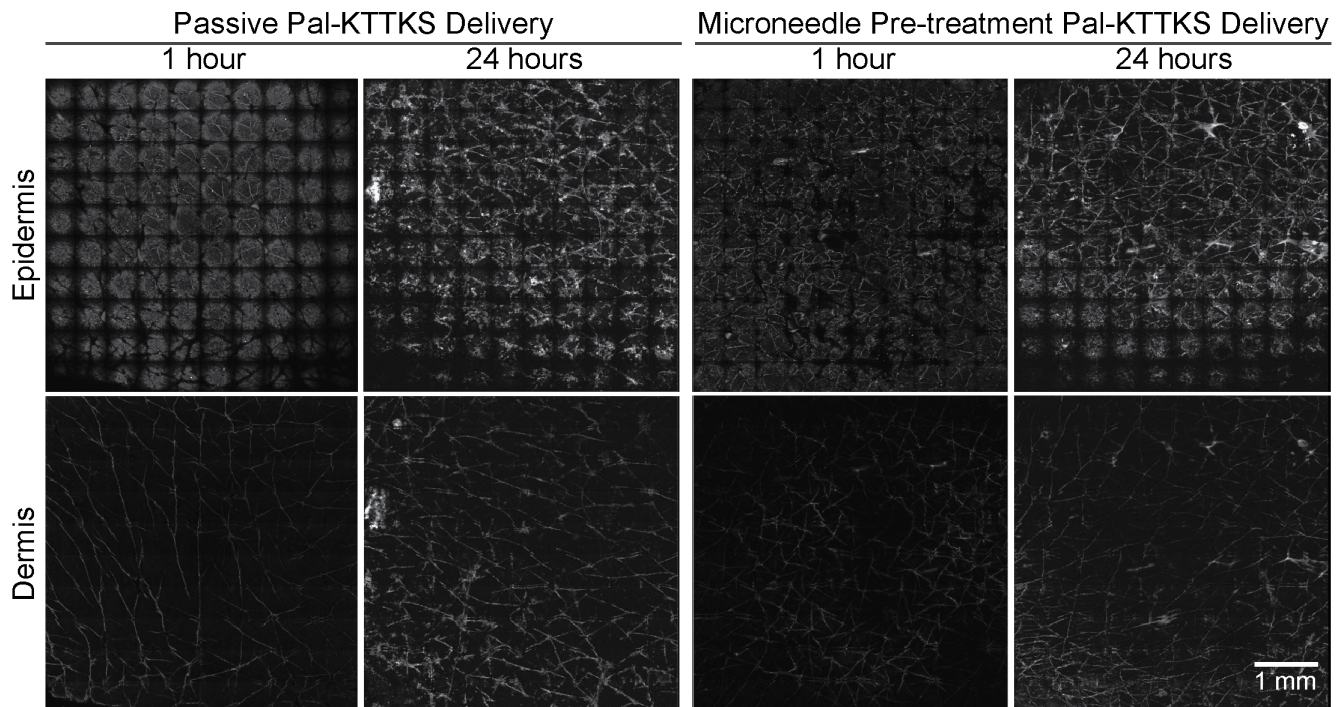 Passive Pal-KTTKS Delivery
Microneedle Pre-treatment Pal-KTTKS Delivery
1 hour
24 hours
1 hour
24 hours
Epidermis
Dermis
1 mm